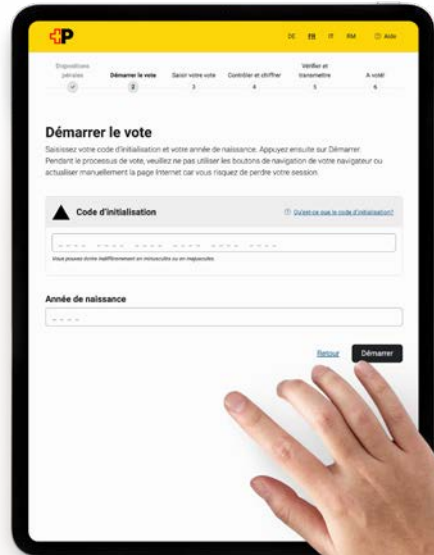 P
DE FR IT RM Aide
Dispositions pénales
Démarrer le vote
Saisir votre vote
Contrôler et chiffrer
Vérifier et transmettre
A voté!
2 3 4 5 6
Démarrer le vote
Saisissez votre code d'initialisation et votre année de naissance. Appuyez ensuite sur Démarrer.
Pendant le processus de vote, veuillez ne pas utiliser les boutons de navigation de votre navigateur ou
actualiser manuellement la page Internet car vous risquez de perdre votre session.
Code d'initialisation
Qu'est-ce que le code d'initialisation?
Vous pouvez écrire indifféremment en minuscules ou en majuscules
Année de naissance
Retour
Démarrer